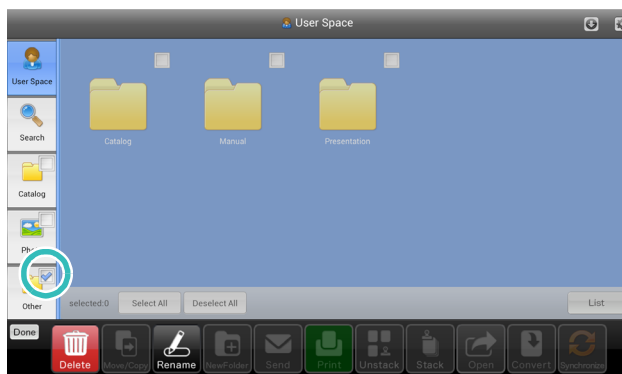 User Space
User Space
Search
Catalog
Other
Catalog
Manual
Presentation
selected:0
Select All
Deselect All
List
Done
Delete
Move/Copy
Rename
NewFolder
Send
Print
Unstack
Stack
Open
Convert
Synchronize